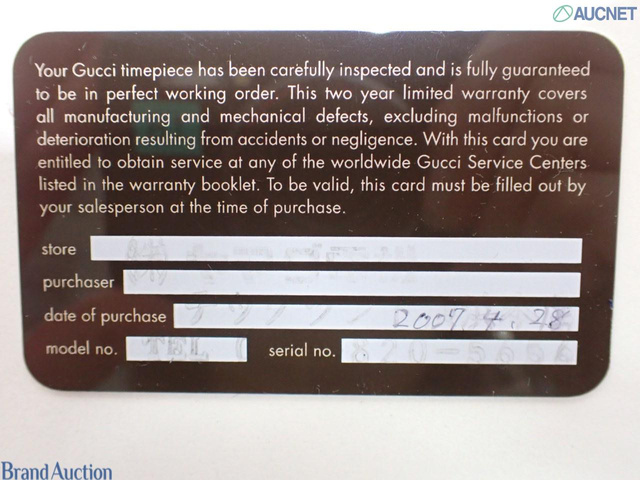 AUCNET
Your Gucci timepiece has been carefully inspected and is fully guaranteed
to be in perfect working order. This two year limited warranty covers
all manufacturing and mechanical defects, excluding malfunctions or
deterioration resulting from accidents or negligence. With this card you are
entitled to obtain service at any of the worldwide Gucci Service Centers
listed in the warranty booklet. To be valid, this card must be filled out by
your salesperson at the time of purchase.
store
purchaser
date of purchase 2007 4. 28
model no. TEL serial no.
Brand Auction